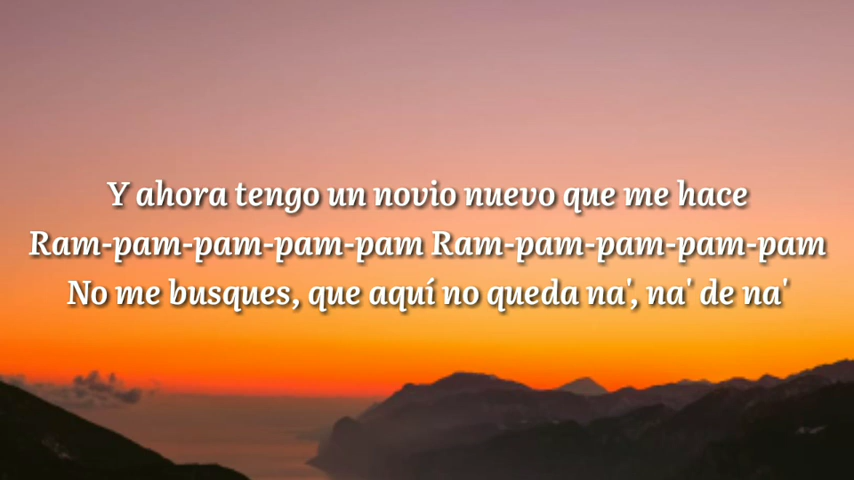 Y ahora tengo un novio nuevo que me hace
Ram-pam-pam-pam-pam Ram-pam-pam-pam-pam
No me busques, que aquí no queda na', na' de na'